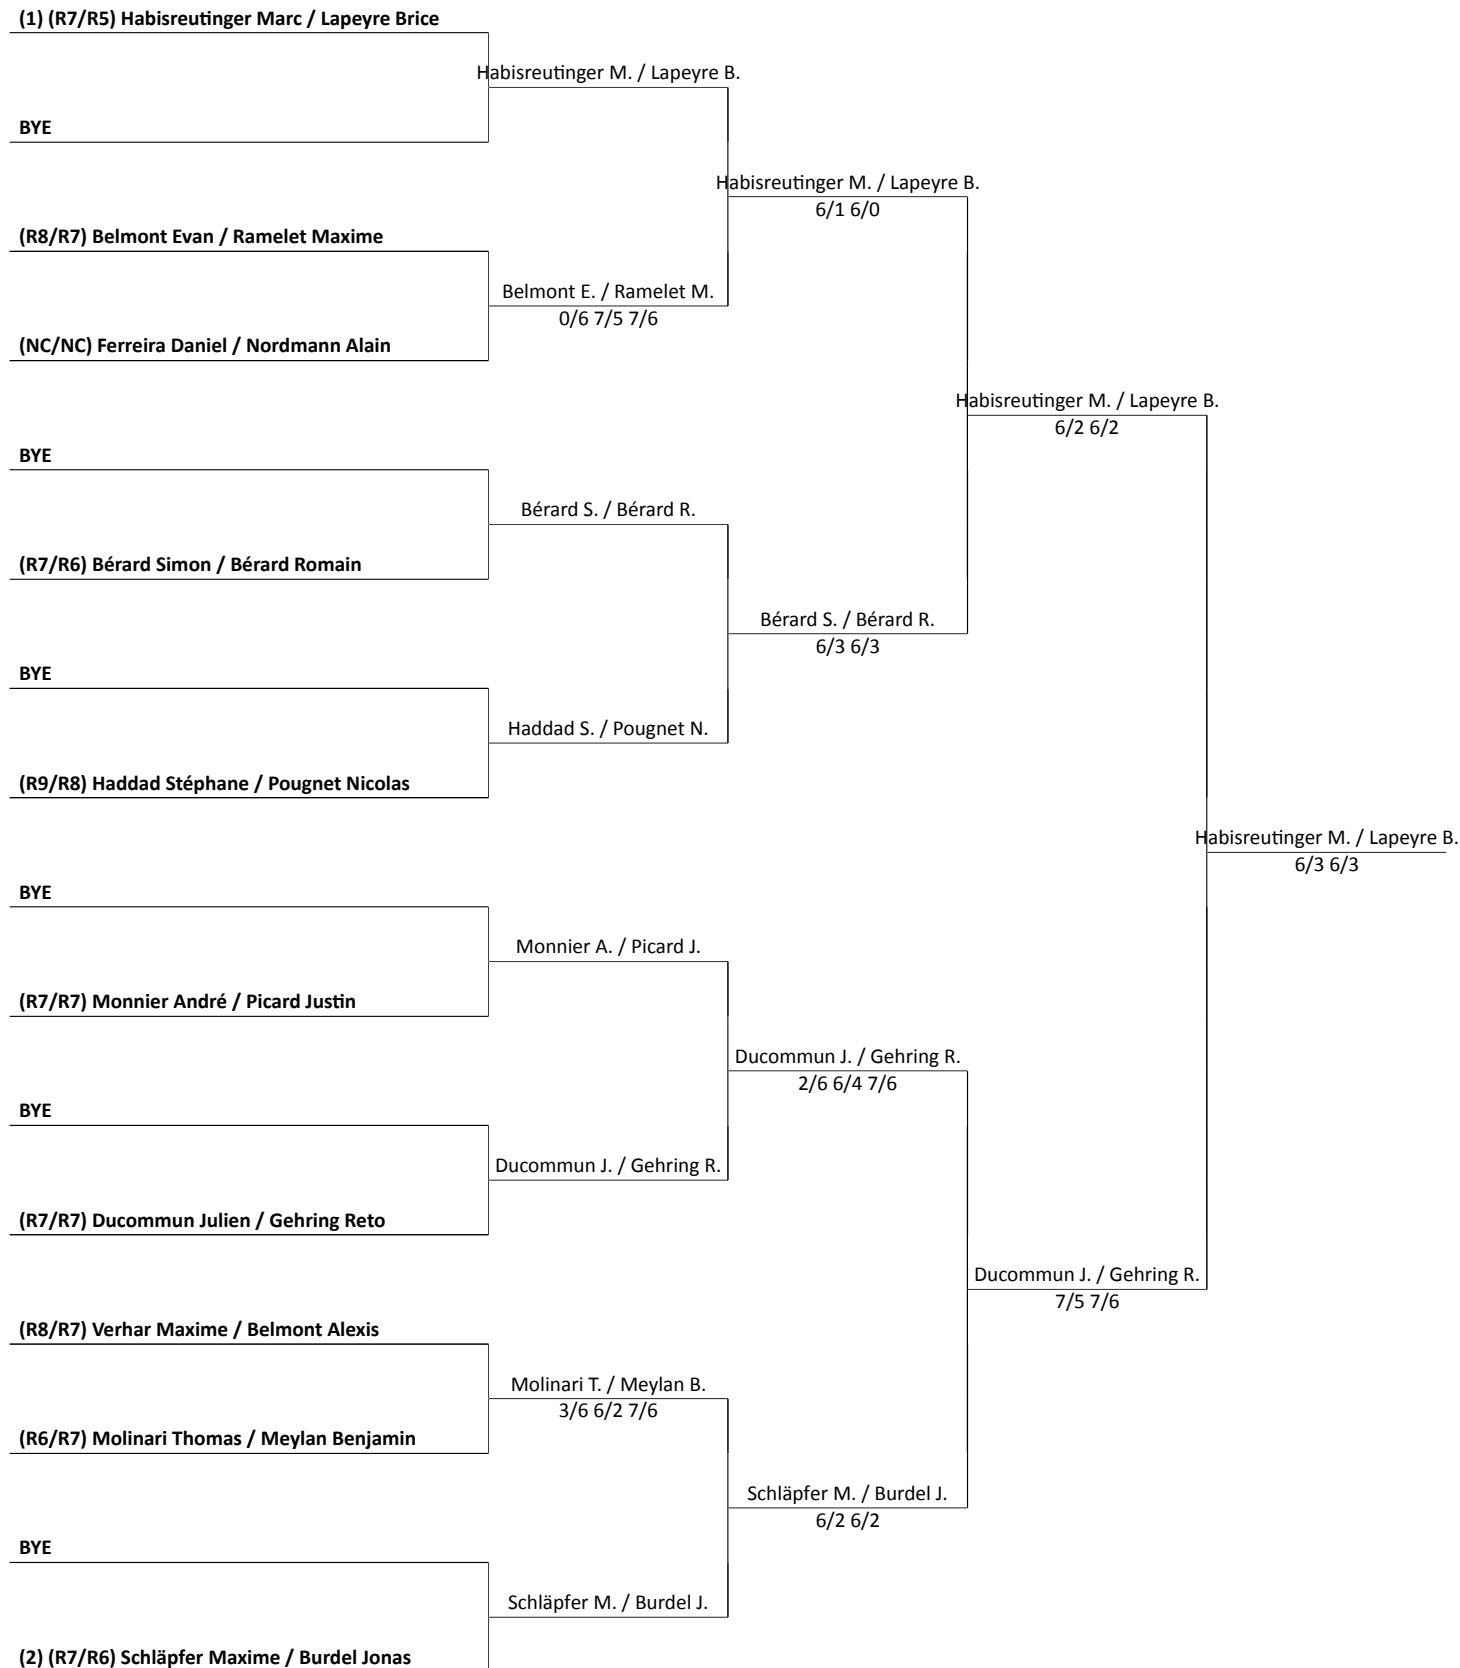 (1) (R7/R5) Habisreutinger Marc / Lapeyre Brice
Habisreutinger M. / Lapeyre B.
BYE
Habisreutinger M. / Lapeyre B.
6/1 6/0
(R8/R7) Belmont Evan / Ramelet Maxime
Belmont E. / Ramelet M.
0/6 7/5 7/6
(NC/NC) Ferreira Daniel / Nordmann Alain
Habisreutinger M. / Lapeyre B.
6/2 6/2
BYE
Bérard S. / Bérard R.
(R7/R6) Bérard Simon / Bérard Romain
Bérard S. / Bérard R.
6/3 6/3
BYE
Haddad S. / Pougnet N.
(R9/R8) Haddad Stéphane / Pougnet Nicolas
Habisreutinger M. / Lapeyre B.
6/3 6/3
BYE
Monnier A. / Picard J.
(R7/R7) Monnier André / Picard Justin
Ducommun J. / Gehring R.
2/6 6/4 7/6
BYE
Ducommun J. / Gehring R.
(R7/R7) Ducommun Julien / Gehring Reto
Ducommun J. / Gehring R.
7/5 7/6
(R8/R7) Verhar Maxime / Belmont Alexis
Molinari T. / Meylan B.
3/6 6/2 7/6
(R6/R7) Molinari Thomas / Meylan Benjamin
Schläpfer M. / Burdel J.
6/2 6/2
BYE
Schläpfer M. / Burdel J.
(2) (R7/R6) Schläpfer Maxime / Burdel Jonas